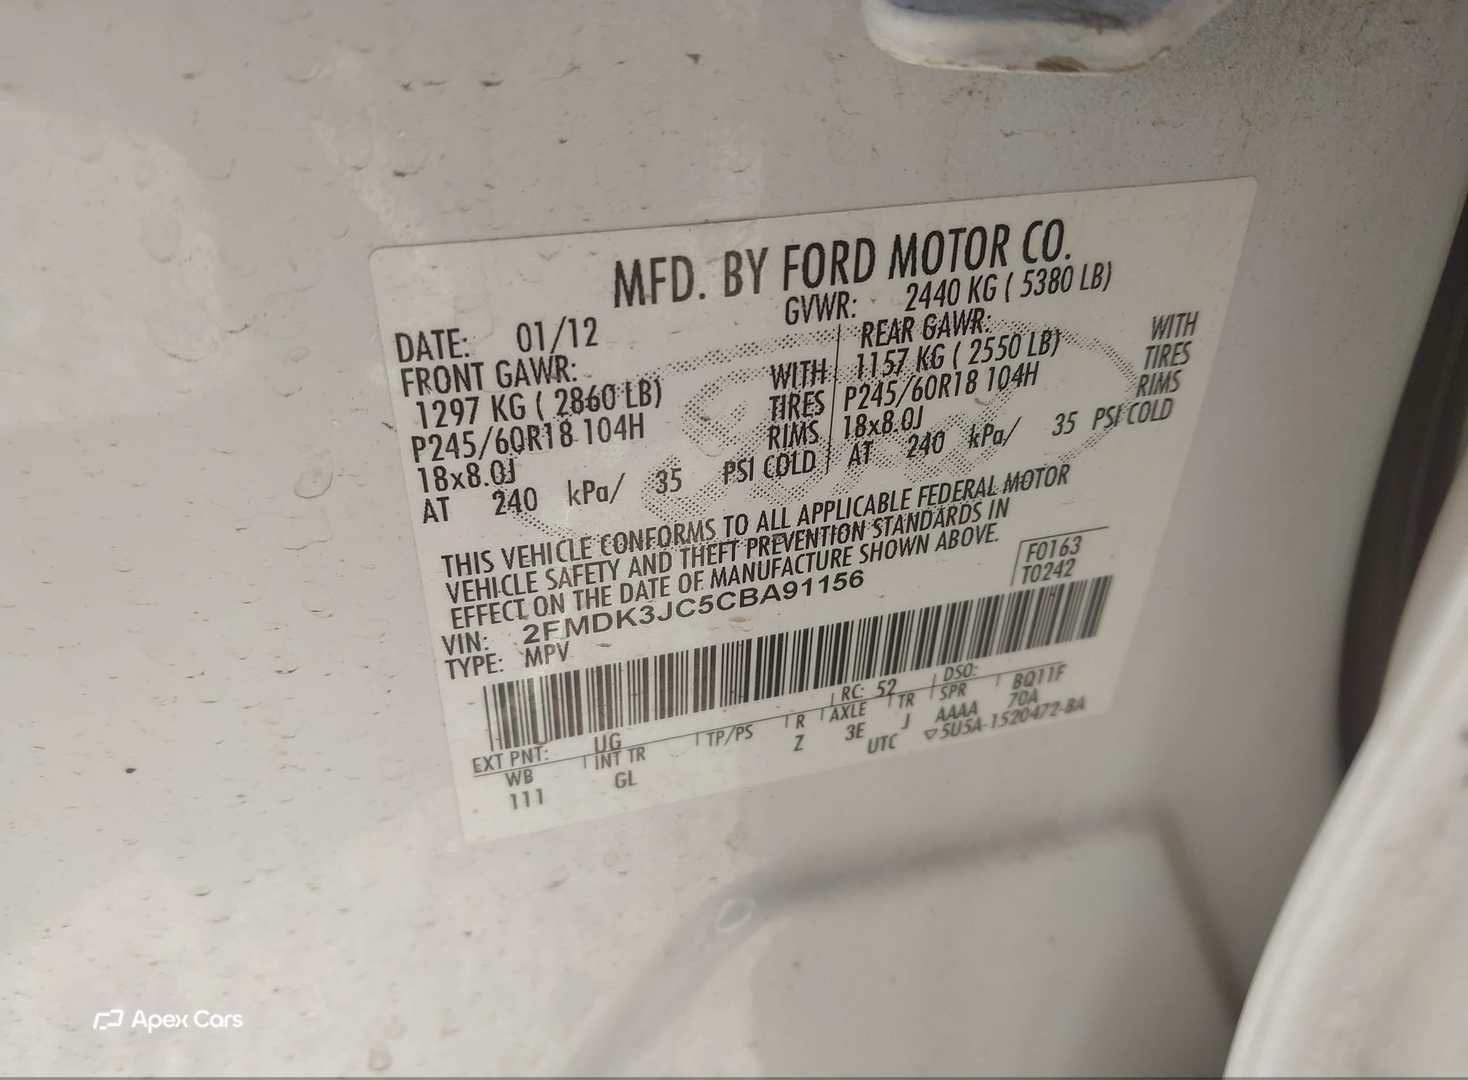 MFD. BY FORD MOTOR CO.
DATE: 01/12 GVWR: 2440 KG ( 5380 LB)
FRONT GAWR: REAR GAWR:
1297 KG ( 2860 LB) WITH 1157 KG ( 2550 LB) WITH
P245/60R18 104H TIRES P245/60R18 104H TIRES
18x8.0J RIMS 18x8.0J RIMS
AT 240 kPa/ 35 PSI COLD AT 240 kPa/ 35 PSI COLD
THIS VEHICLE CONFORMS TO ALL APPLICABLE FEDERAL MOTOR
VEHICLE SAFETY AND THEFT PREVENTION STANDARDS IN
EFFECT ON THE DATE OF MANUFACTURE SHOWN ABOVE.
F0163
T0242
VIN: 2FMDK3JC5CBA91156
TYPE: MPV
EXT PNT: UG RC: 52 DSO: BQ11F
WB INT TR TP/PS R AXLE TR SPR 70A
111 GL Z 3E J AAAA
UTC ▽5U5A-1520472-BA
Apex Cars